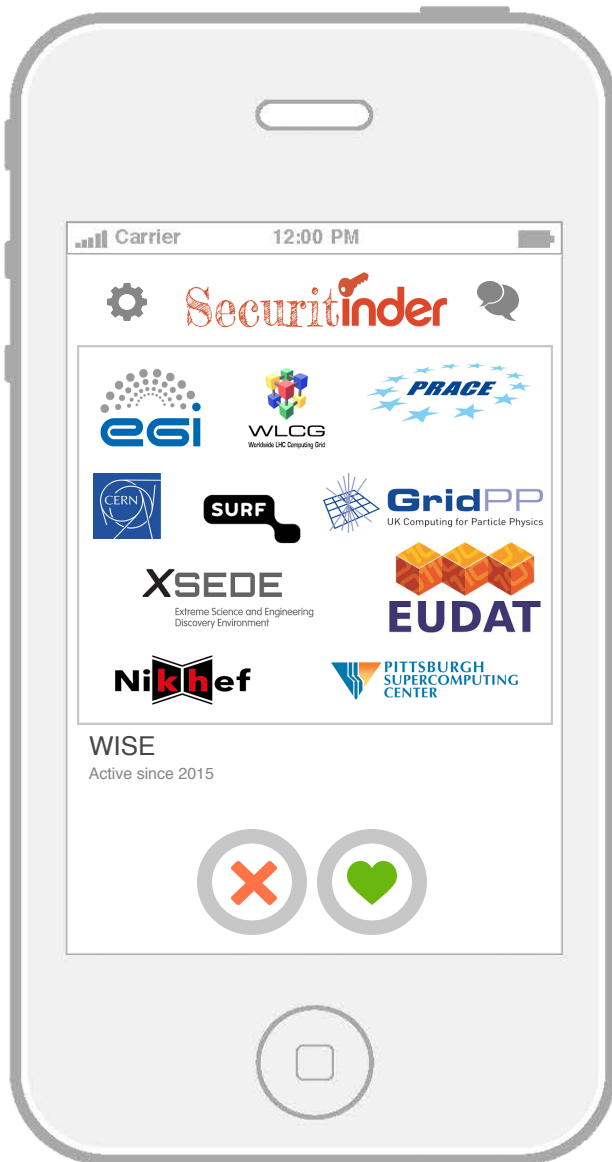 Carrier 12:00 PM
Securitinder
egi
WLCG
Worldwide LHC Computing Grid
PRACE
CERN
SURF
GridPP
UK Computing for Particle Physics
XSEDE
Extreme Science and Engineering
Discovery Environment
EUDAT
Nikhef
PITTSBURGH
SUPERCOMPUTING
CENTER
WISE
Active since 2015